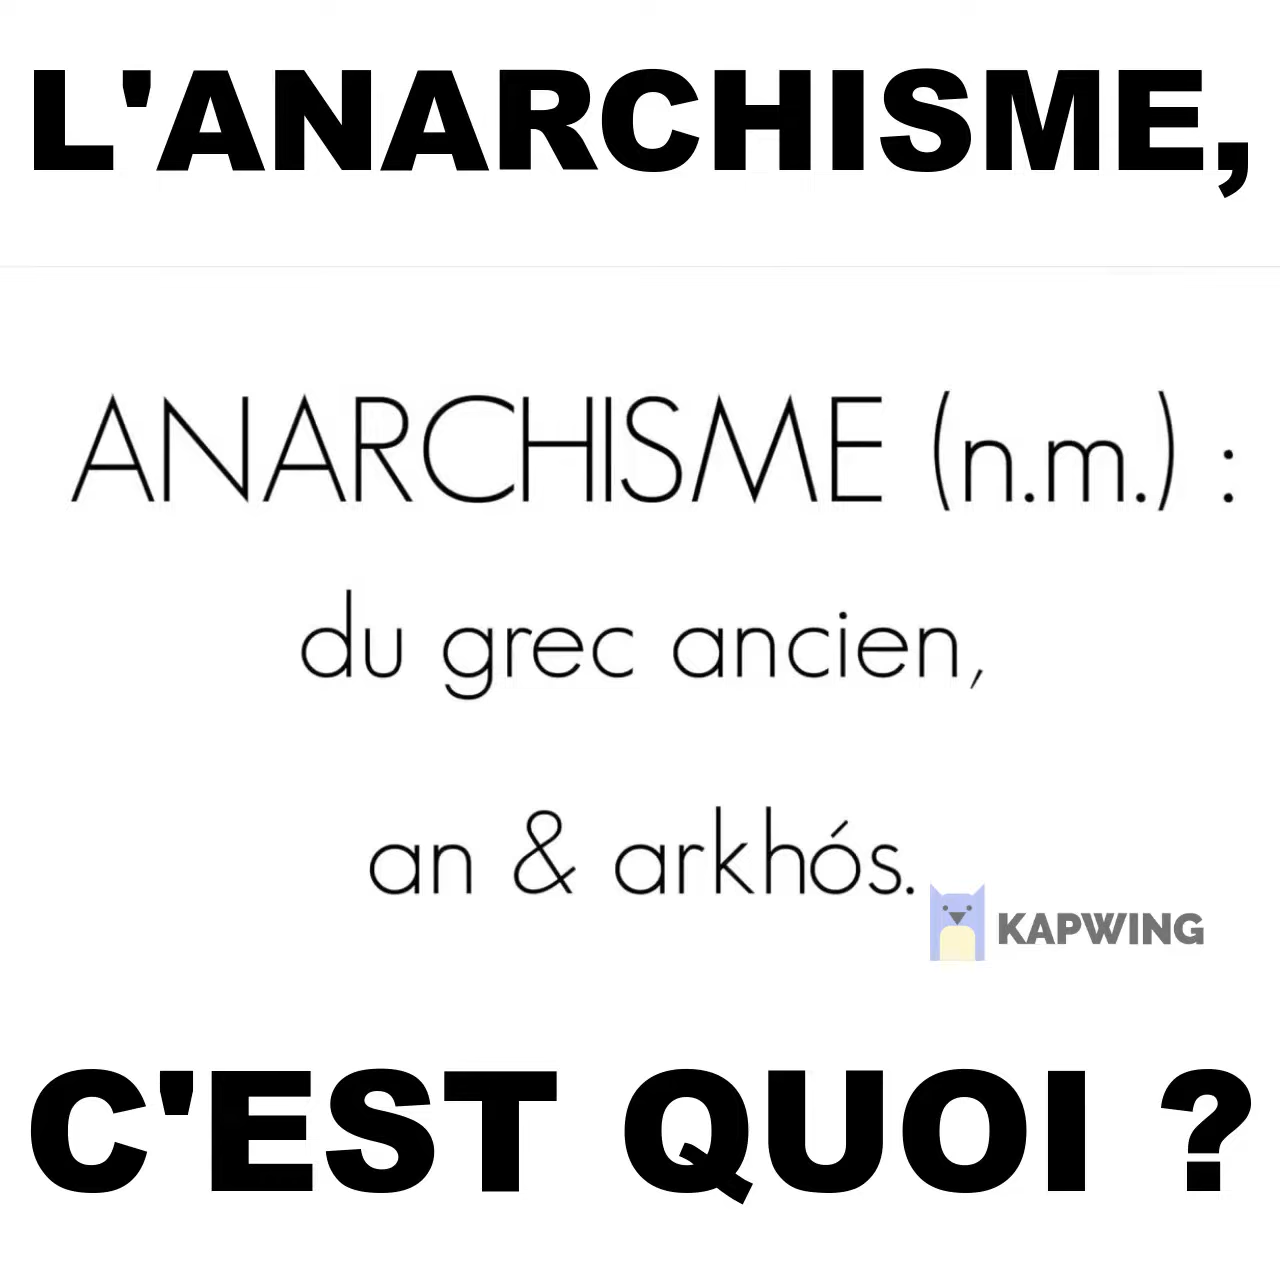 L'ANARCHISME,
ANARCHISME (n.m.) :
du grec ancien,
an & arkhós.
KAPWING
C'EST QUOI ?